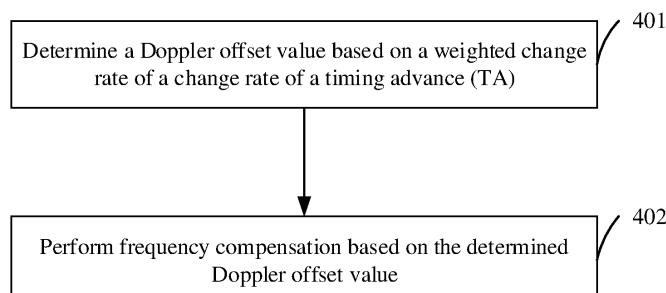 401
Determine a Doppler offset value based on a weighted change
rate of a change rate of a timing advance (TA)
402
Perform frequency compensation based on the determined
Doppler offset value